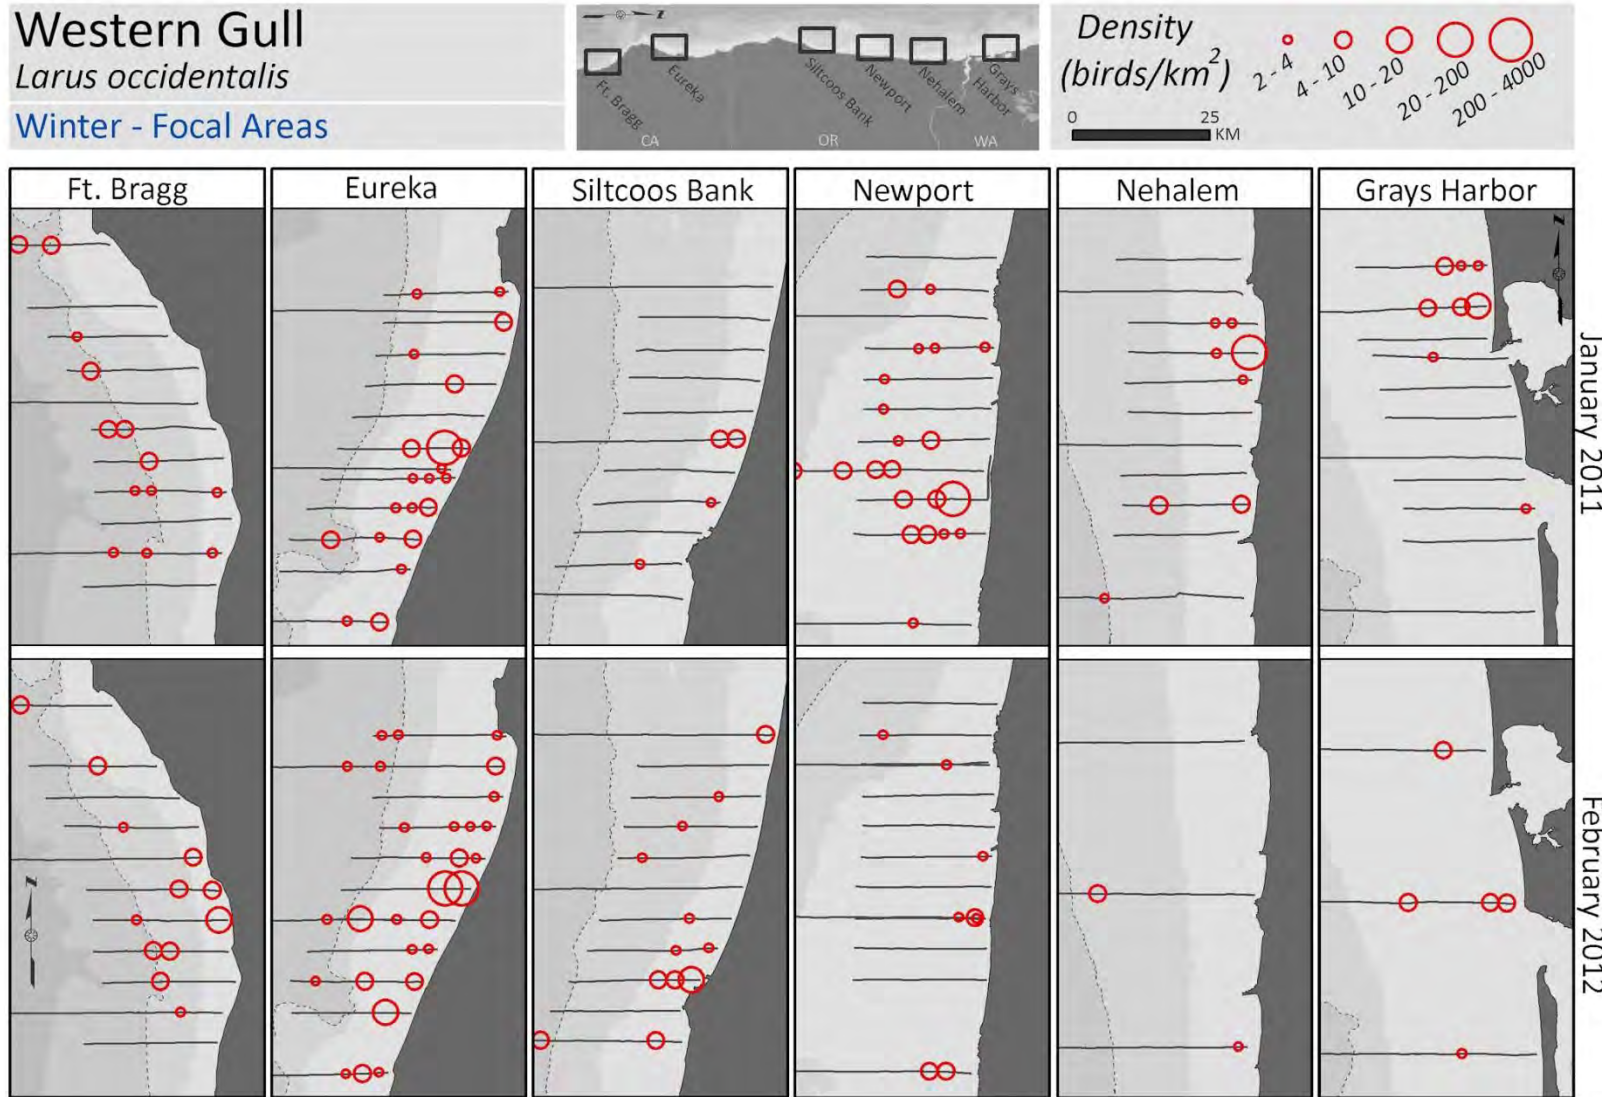 Western Gull
Larus occidentalis
Winter - Focal Areas
Z
Ft. Bragg
Eureka
Siltcoos Bank
Newport
Nehalem
Grays
Harbor
CA
OR
WA
Density
(birds/km²)
2 - 4
4 - 10
10 - 20
20 - 200
200 - 4000
0
25
KM
Ft. Bragg
Eureka
Siltcoos Bank
Newport
Nehalem
Grays Harbor
Z
January 2011
Z
February 2012